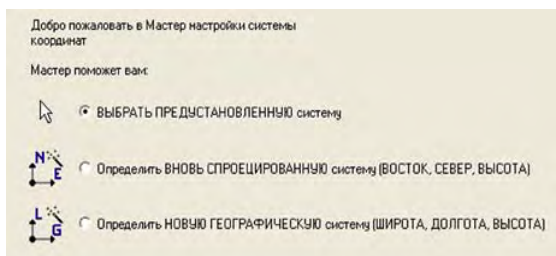 Добро пожаловать в Мастер настройки системы
координат
Мастер поможет вам:
ВЫБРАТЬ ПРЕДУСТАНОВЛЕННУЮ систему
N
E
Определить ВНОВЬ СПРОЕЦИРОВАННУЮ систему (ВОСТОК, СЕВЕР, ВЫСОТА)
L
G
Определить НОВУЮ ГЕОГРАФИЧЕСКУЮ систему (ШИРОТА, ДОЛГОТА, ВЫСОТА)